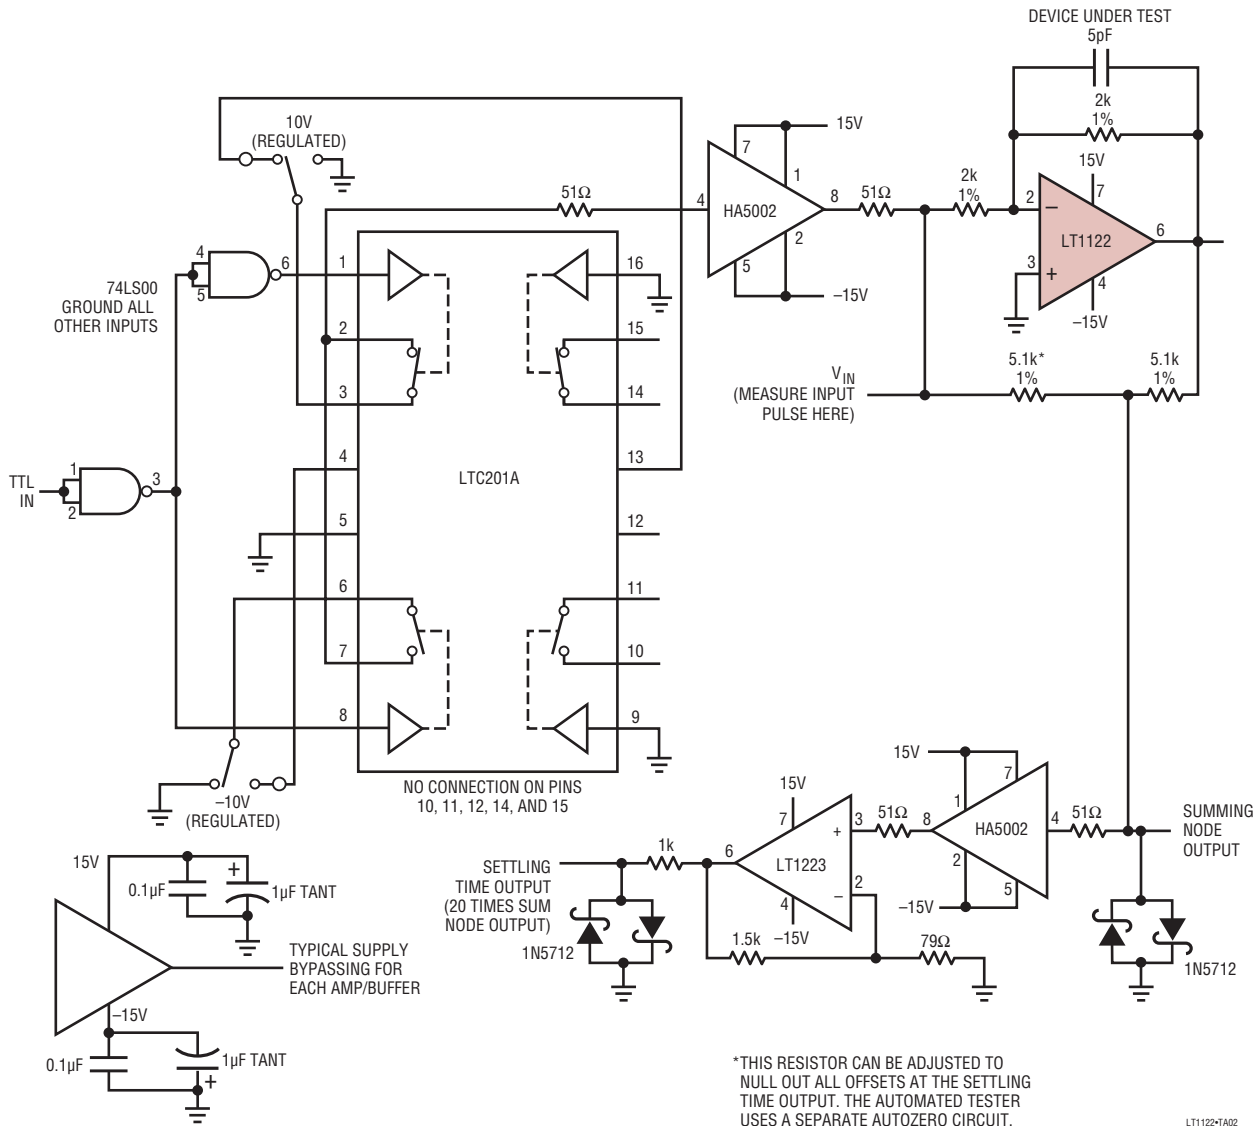 DEVICE UNDER TEST
5pF
2k
1%
10V
(REGULATED)
15V
7
1
51Ω
4
HA5002
8
51Ω
2k
1%
15V
2
–
7
LT1122
6
2
5
3
+
4
–15V
–15V
4
5
6
1
16
74LS00
GROUND ALL
OTHER INPUTS
2
15
3
14
5.1k*
1%
5.1k
1%
VIN
(MEASURE INPUT
PULSE HERE)
4
13
TTL
IN
1
2
3
LTC201A
5
12
6
11
7
10
8
9
–10V
(REGULATED)
NO CONNECTION ON PINS
10, 11, 12, 14, AND 15
15V
7
1
15V
7
3
+
51Ω
8
HA5002
4
51Ω
SUMMING
NODE
OUTPUT
SETTLING
TIME OUTPUT
(20 TIMES SUM
NODE OUTPUT)
1k
6
LT1223
2
–
2
5
4
–15V
–15V
1N5712
1.5k
79Ω
1N5712
15V
0.1µF
+
1µF TANT
TYPICAL SUPPLY
BYPASSING FOR
EACH AMP/BUFFER
–15V
0.1µF
1µF TANT
+
*THIS RESISTOR CAN BE ADJUSTED TO
NULL OUT ALL OFFSETS AT THE SETTLING
TIME OUTPUT. THE AUTOMATED TESTER
USES A SEPARATE AUTOZERO CIRCUIT.
LT1122•TA02